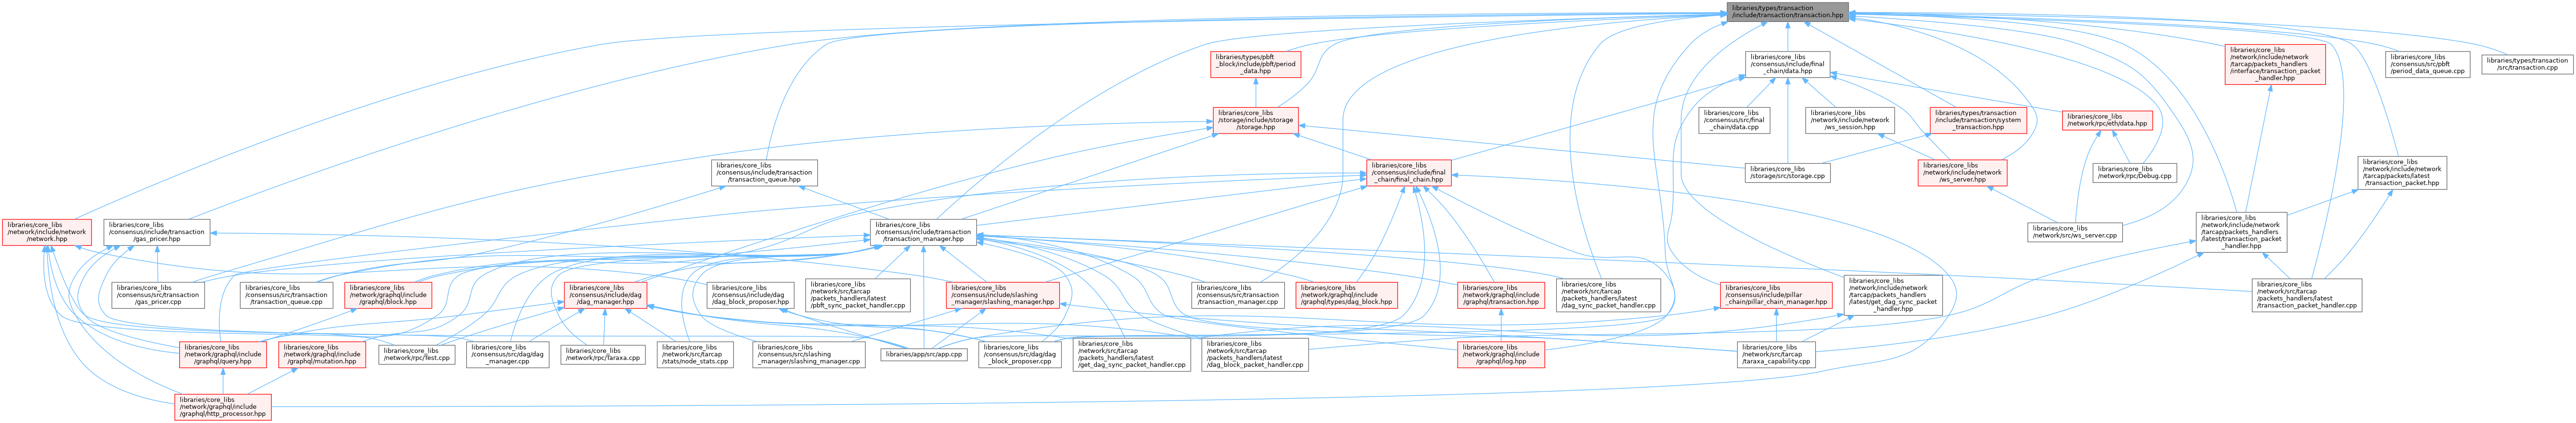 libraries/types/transaction
/include/transaction/transaction.hpp
libraries/types/pbft
_block/include/pbft/period
_data.hpp
libraries/core_libs
/consensus/include/final
_chain/data.hpp
libraries/core_libs
/network/include/network
/tarcap/packets_handlers
/interface/transaction_packet
_handler.hpp
libraries/core_libs
/consensus/src/pbft
/period_data_queue.cpp
libraries/types/transaction
/src/transaction.cpp
libraries/core_libs
/storage/include/storage
/storage.hpp
libraries/core_libs
/consensus/src/final
_chain/data.cpp
libraries/core_libs
/network/include/network
/ws_session.hpp
libraries/types/transaction
/include/transaction/system
_transaction.hpp
libraries/core_libs
/network/rpc/eth/data.hpp
libraries/core_libs
/consensus/include/transaction
/transaction_queue.hpp
libraries/core_libs
/consensus/include/final
_chain/final_chain.hpp
libraries/core_libs
/storage/src/storage.cpp
libraries/core_libs
/network/include/network
/ws_server.hpp
libraries/core_libs
/network/rpc/Debug.cpp
libraries/core_libs
/network/include/network
/tarcap/packets/latest
/transaction_packet.hpp
libraries/core_libs
/network/include/network
/network.hpp
libraries/core_libs
/consensus/include/transaction
/gas_pricer.hpp
libraries/core_libs
/consensus/include/transaction
/transaction_manager.hpp
libraries/core_libs
/network/src/ws_server.cpp
libraries/core_libs
/network/include/network
/tarcap/packets_handlers
/latest/transaction_packet
_handler.hpp
libraries/core_libs
/consensus/src/transaction
/gas_pricer.cpp
libraries/core_libs
/consensus/src/transaction
/transaction_queue.cpp
libraries/core_libs
/network/graphql/include
/graphql/block.hpp
libraries/core_libs
/consensus/include/dag
/dag_manager.hpp
libraries/core_libs
/consensus/include/dag
/dag_block_proposer.hpp
libraries/core_libs
/network/src/tarcap
/packets_handlers/latest
/pbft_sync_packet_handler.cpp
libraries/core_libs
/consensus/include/slashing
_manager/slashing_manager.hpp
libraries/core_libs
/consensus/src/transaction
/transaction_manager.cpp
libraries/core_libs
/network/graphql/include
/graphql/types/dag_block.hpp
libraries/core_libs
/network/graphql/include
/graphql/transaction.hpp
libraries/core_libs
/network/src/tarcap
/packets_handlers/latest
/dag_sync_packet_handler.cpp
libraries/core_libs
/consensus/include/pillar
_chain/pillar_chain_manager.hpp
libraries/core_libs
/network/include/network
/tarcap/packets_handlers
/latest/get_dag_sync_packet
_handler.hpp
libraries/core_libs
/network/src/tarcap
/packets_handlers/latest
/transaction_packet_handler.cpp
libraries/core_libs
/network/graphql/include
/graphql/query.hpp
libraries/core_libs
/network/graphql/include
/graphql/mutation.hpp
libraries/core_libs
/network/rpc/Test.cpp
libraries/core_libs
/consensus/src/dag/dag
_manager.cpp
libraries/core_libs
/network/rpc/Taraxa.cpp
libraries/core_libs
/network/src/tarcap
/stats/node_stats.cpp
libraries/core_libs
/consensus/src/slashing
_manager/slashing_manager.cpp
libraries/app/src/app.cpp
libraries/core_libs
/consensus/src/dag/dag
_block_proposer.cpp
libraries/core_libs
/network/src/tarcap
/packets_handlers/latest
/get_dag_sync_packet_handler.cpp
libraries/core_libs
/network/src/tarcap
/packets_handlers/latest
/dag_block_packet_handler.cpp
libraries/core_libs
/network/graphql/include
/graphql/log.hpp
libraries/core_libs
/network/src/tarcap
/taraxa_capability.cpp
libraries/core_libs
/network/graphql/include
/graphql/http_processor.hpp